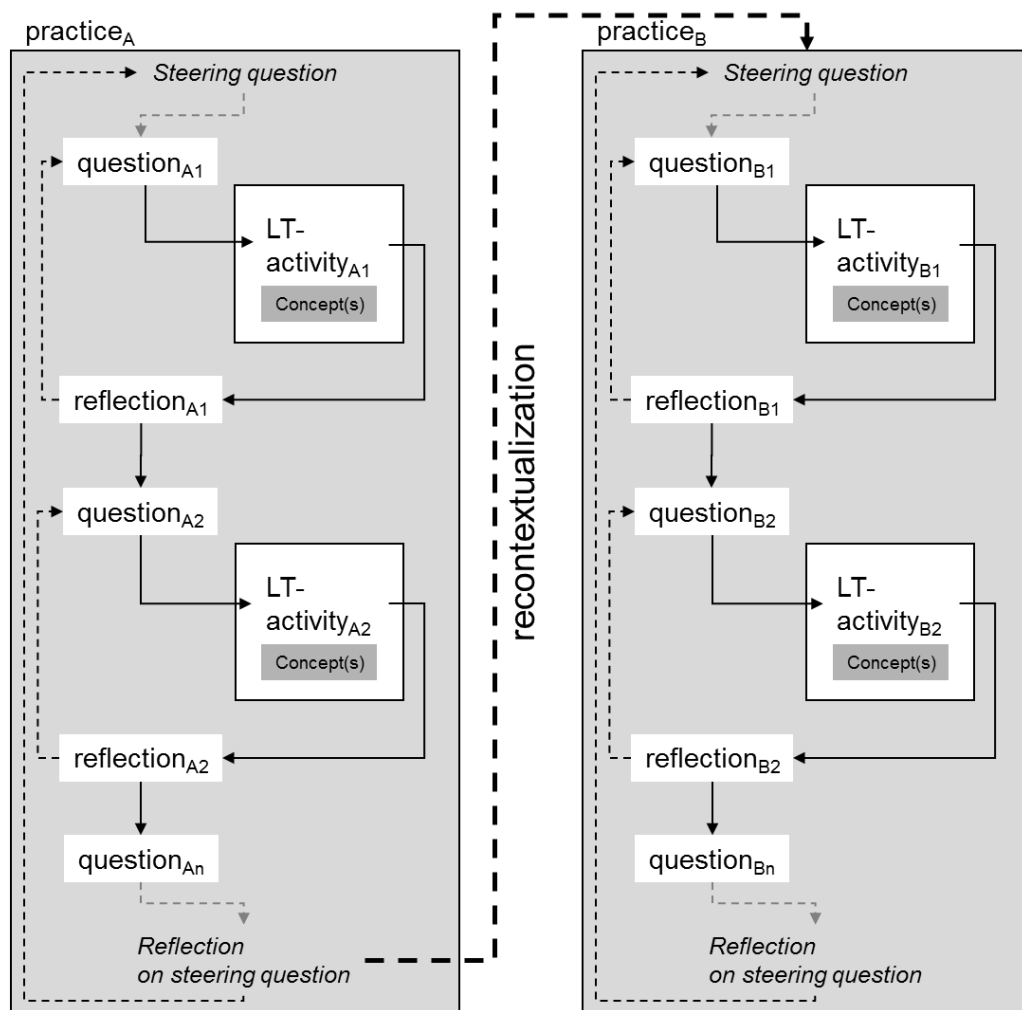 practiceA
Steering question
questionA1
LT-
activityA1
Concept(s)
reflectionA1
questionA2
LT-
activityA2
Concept(s)
reflectionA2
questionAn
Reflection
on steering question
recontextualization
practiceB
Steering question
questionB1
LT-
activityB1
Concept(s)
reflectionB1
questionB2
LT-
activityB2
Concept(s)
reflectionB2
questionBn
Reflection
on steering question